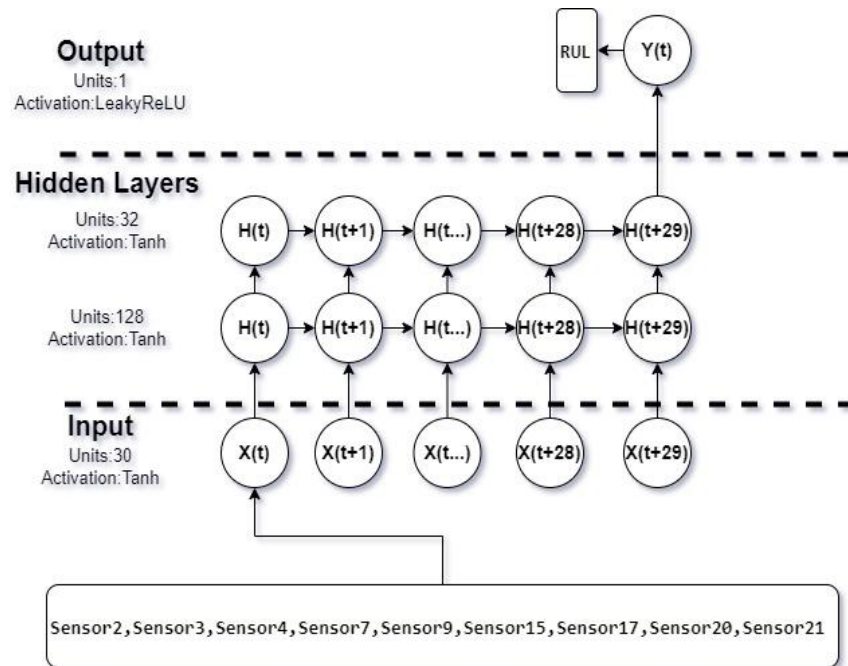 Output
Units:1
Activation:LeakyReLU
RUL
Y(t)
Hidden Layers
Units:32
Activation:Tanh
H(t) H(t+1) H(t...) H(t+28) H(t+29)
Units:128
Activation:Tanh
H(t) H(t+1) H(t...) H(t+28) H(t+29)
Input
Units:30
Activation:Tanh
X(t) X(t+1) X(t...) X(t+28) X(t+29)
Sensor2,Sensor3,Sensor4,Sensor7,Sensor9,Sensor15,Sensor17,Sensor20,Sensor21